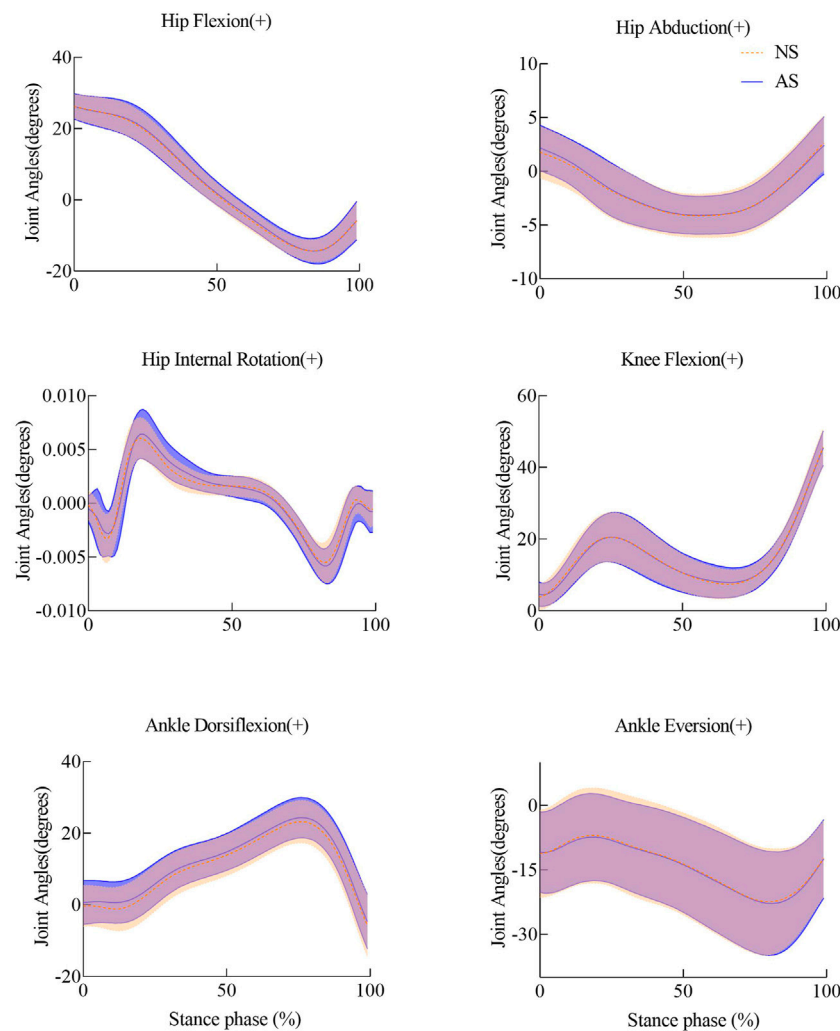 Hip Flexion(+)
Joint Angles(degrees)
40
20
0
-20
0
50
100
Hip Abduction(+)
NS
AS
Joint Angles(degrees)
10
5
0
-5
-10
0
50
100
Hip Internal Rotation(+)
Joint Angles(degrees)
0.010
0.005
0.000
-0.005
-0.010
0
50
100
Knee Flexion(+)
Joint Angles(degrees)
60
40
20
0
0
50
100
Ankle Dorsiflexion(+)
Joint Angles(degrees)
40
20
0
-20
0
50
100
Stance phase (%)
Ankle Eversion(+)
Joint Angles(degrees)
0
-15
-30
0
50
100
Stance phase (%)